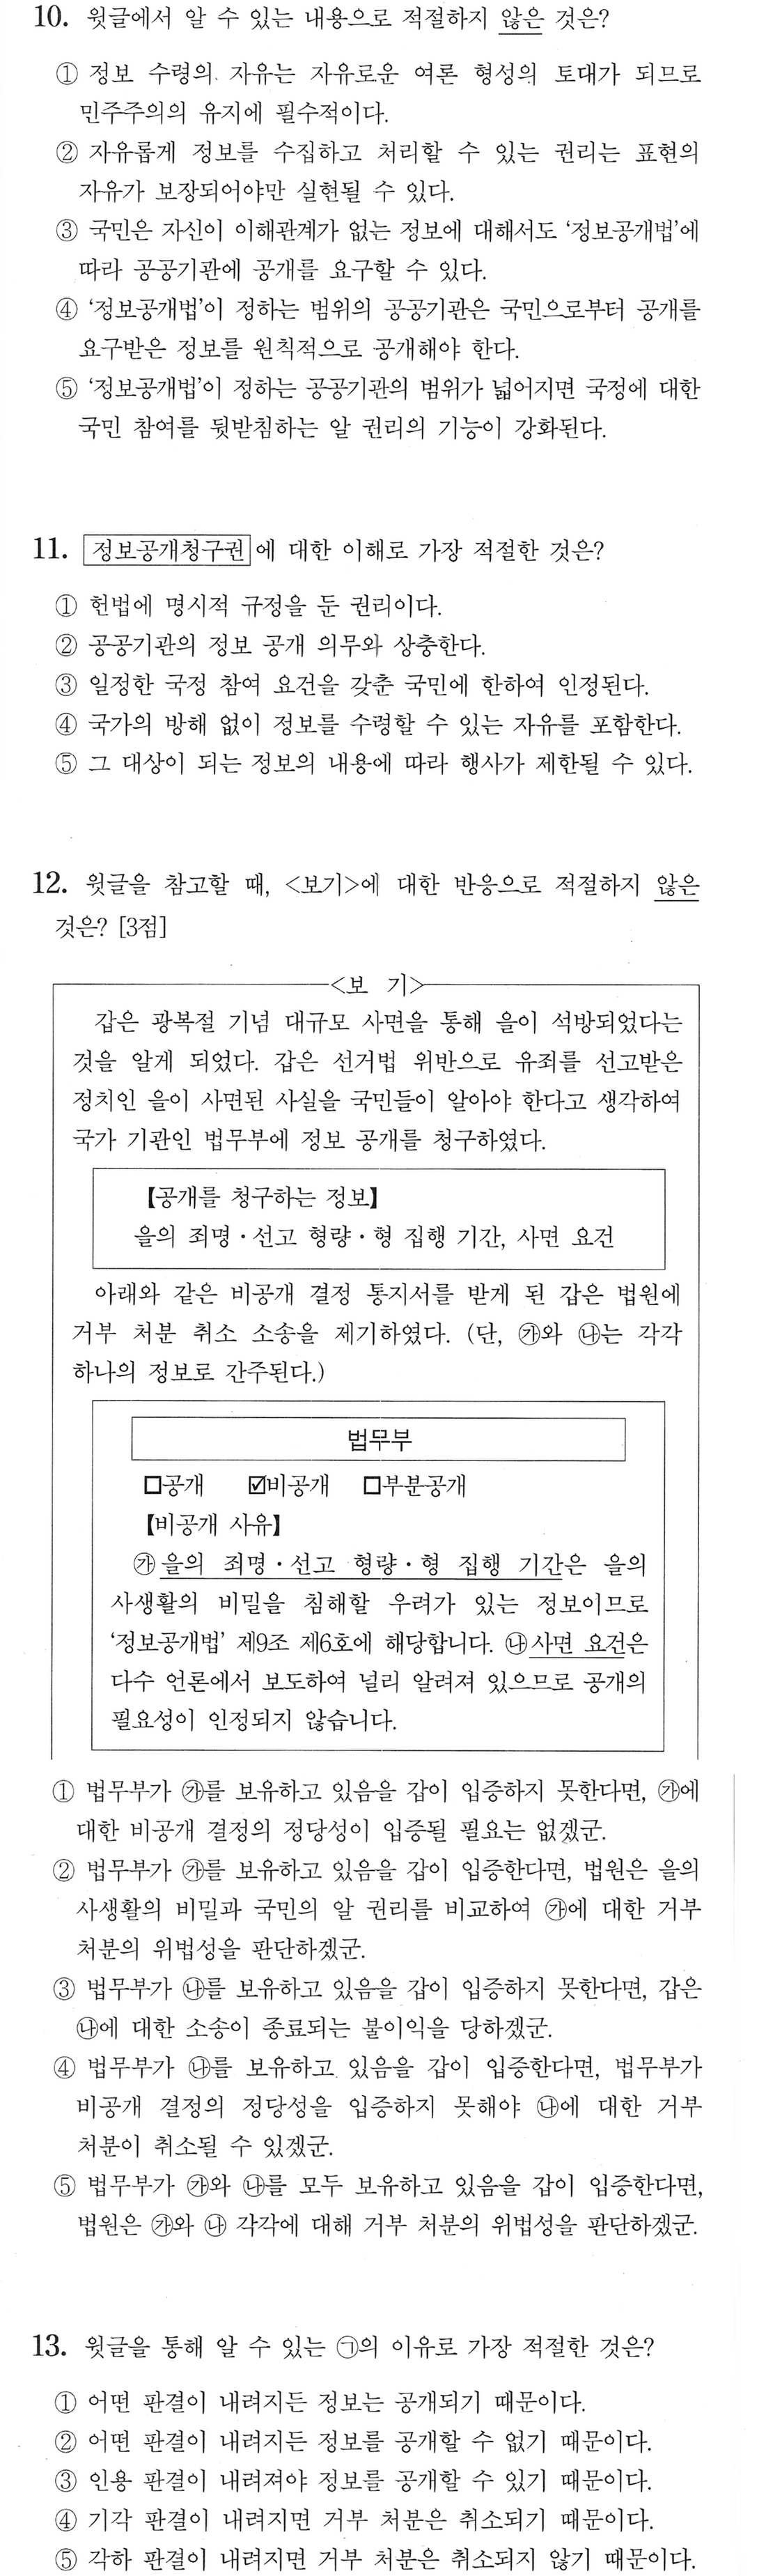 10. 윗글에서 알 수 있는 내용으로 적절하지 않은 것은?
① 정보 수령의 자유는 자유로운 여론 형성의 토대가 되므로
민주주의의 유지에 필수적이다.
② 자유롭게 정보를 수집하고 처리할 수 있는 권리는 표현의
자유가 보장되어야만 실현될 수 있다.
③ 국민은 자신이 이해관계가 없는 정보에 대해서도 ‘정보공개법’에
따라 공공기관에 공개를 요구할 수 있다.
④ ‘정보공개법’이 정하는 범위의 공공기관은 국민으로부터 공개를
요구받은 정보를 원칙적으로 공개해야 한다.
⑤ ‘정보공개법’이 정하는 공공기관의 범위가 넓어지면 국정에 대한
국민 참여를 뒷받침하는 알 권리의 기능이 강화된다.
11. 정보공개청구권에 대한 이해로 가장 적절한 것은?
① 헌법에 명시적 규정을 둔 권리이다.
② 공공기관의 정보 공개 의무와 상충한다.
③ 일정한 국정 참여 요건을 갖춘 국민에 한하여 인정된다.
④ 국가의 방해 없이 정보를 수령할 수 있는 자유를 포함한다.
⑤ 그 대상이 되는 정보의 내용에 따라 행사가 제한될 수 있다.
12. 윗글을 참고할 때, <보기>에 대한 반응으로 적절하지 않은
것은? [3점]
<보 기>
갑은 광복절 기념 대규모 사면을 통해 을이 석방되었다는
것을 알게 되었다. 갑은 선거법 위반으로 유죄를 선고받은
정치인 을이 사면된 사실을 국민들이 알아야 한다고 생각하여
국가 기관인 법무부에 정보 공개를 청구하였다.
【공개를 청구하는 정보】
을의 죄명·선고 형량·형 집행 기간, 사면 요건
아래와 같은 비공개 결정 통지서를 받게 된 갑은 법원에
거부 처분 취소 소송을 제기하였다. (단, ㉮와 ㉯는 각각
하나의 정보로 간주된다.)
법무부
□공개 ☑비공개 □부분공개
【비공개 사유】
㉮을의 죄명·선고 형량·형 집행 기간은 을의
사생활의 비밀을 침해할 우려가 있는 정보이므로
‘정보공개법’ 제9조 제6호에 해당합니다. ㉯사면 요건은
다수 언론에서 보도하여 널리 알려져 있으므로 공개의
필요성이 인정되지 않습니다.
① 법무부가 ㉮를 보유하고 있음을 갑이 입증하지 못한다면, ㉮에
대한 비공개 결정의 정당성이 입증될 필요는 없겠군.
② 법무부가 ㉮를 보유하고 있음을 갑이 입증한다면, 법원은 을의
사생활의 비밀과 국민의 알 권리를 비교하여 ㉮에 대한 거부
처분의 위법성을 판단하겠군.
③ 법무부가 ㉯를 보유하고 있음을 갑이 입증하지 못한다면, 갑은
㉯에 대한 소송이 종료되는 불이익을 당하겠군.
④ 법무부가 ㉯를 보유하고 있음을 갑이 입증한다면, 법무부가
비공개 결정의 정당성을 입증하지 못해야 ㉯에 대한 거부
처분이 취소될 수 있겠군.
⑤ 법무부가 ㉮와 ㉯를 모두 보유하고 있음을 갑이 입증한다면,
법원은 ㉮와 ㉯ 각각에 대해 거부 처분의 위법성을 판단하겠군.
13. 윗글을 통해 알 수 있는 ㉠의 이유로 가장 적절한 것은?
① 어떤 판결이 내려지든 정보는 공개되기 때문이다.
② 어떤 판결이 내려지든 정보를 공개할 수 없기 때문이다.
③ 인용 판결이 내려져야 정보를 공개할 수 있기 때문이다.
④ 기각 판결이 내려지면 거부 처분은 취소되기 때문이다.
⑤ 각하 판결이 내려지면 거부 처분은 취소되지 않기 때문이다.